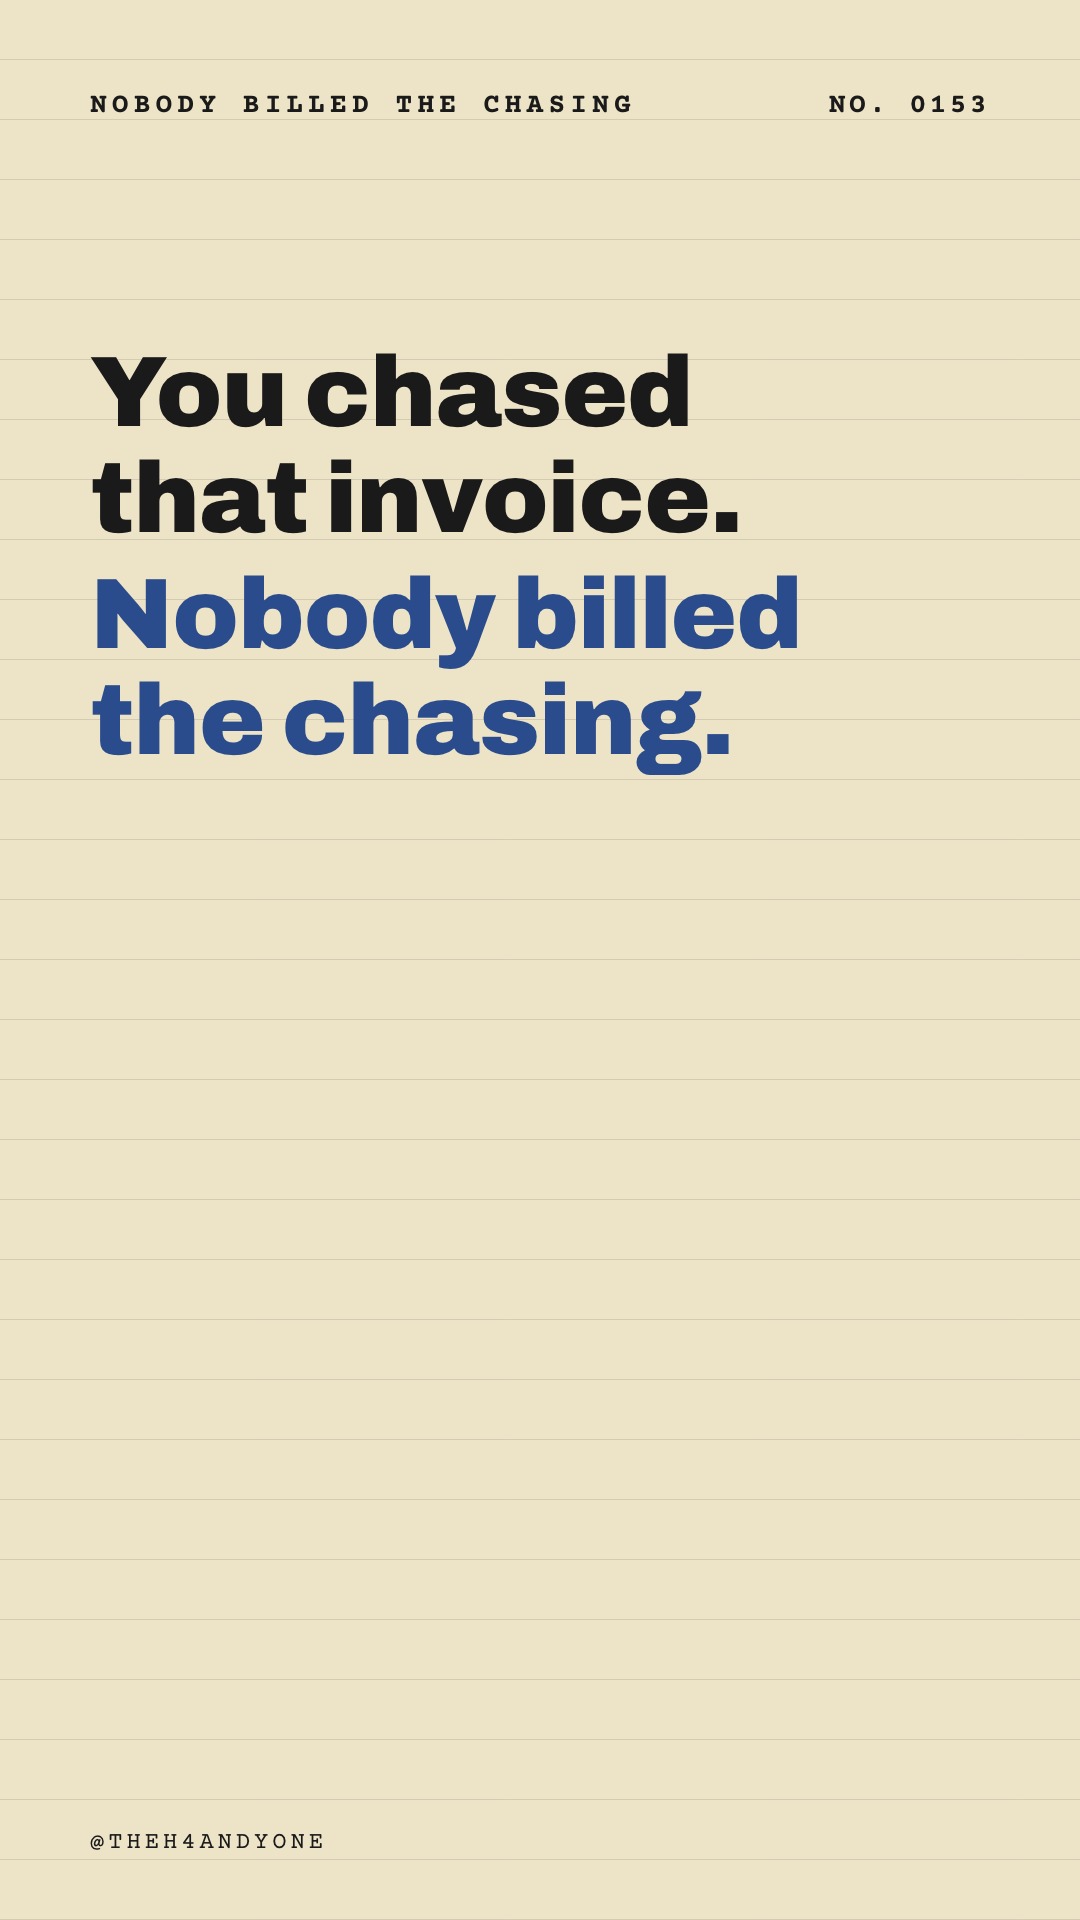 NOBODY BILLED THE CHASING NO. 0153
You chased
that invoice.
Nobody billed
the chasing.
@THEH4ANDYONE